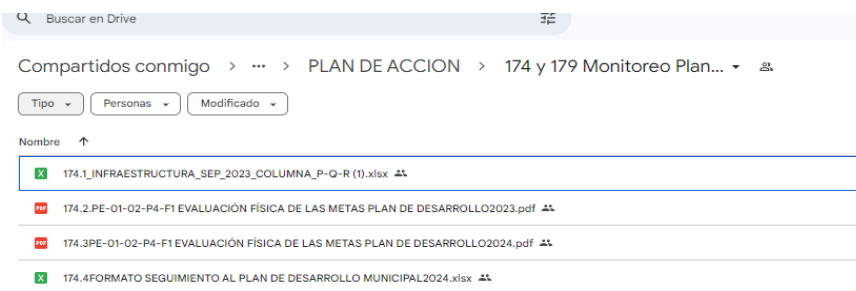 Buscar en Drive
Compartidos conmigo > ... > PLAN DE ACCION > 174 y 179 Monitoreo Plan...
Tipo Personas Modificado
Nombre
174.1_INFRAESTRUCTURA_SEP_2023_COLUMNA_P-Q-R (1).xlsx
174.2.PE-01-02-P4-F1 EVALUACIÓN FÍSICA DE LAS METAS PLAN DE DESARROLLO2023.pdf
174.3PE-01-02-P4-F1 EVALUACIÓN FÍSICA DE LAS METAS PLAN DE DESARROLLO2024.pdf
174.4FORMATO SEGUIMIENTO AL PLAN DE DESARROLLO MUNICIPAL2024.xlsx